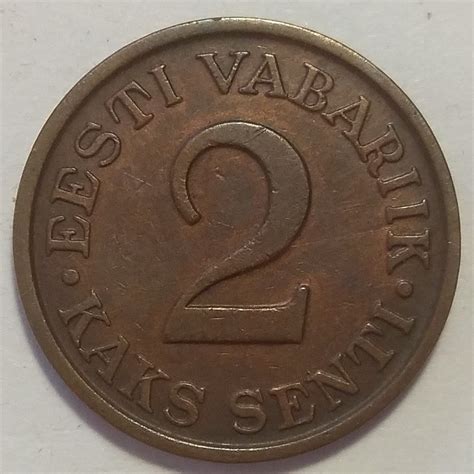 EESTI VABARIIK
2
· KAKS SENTI ·